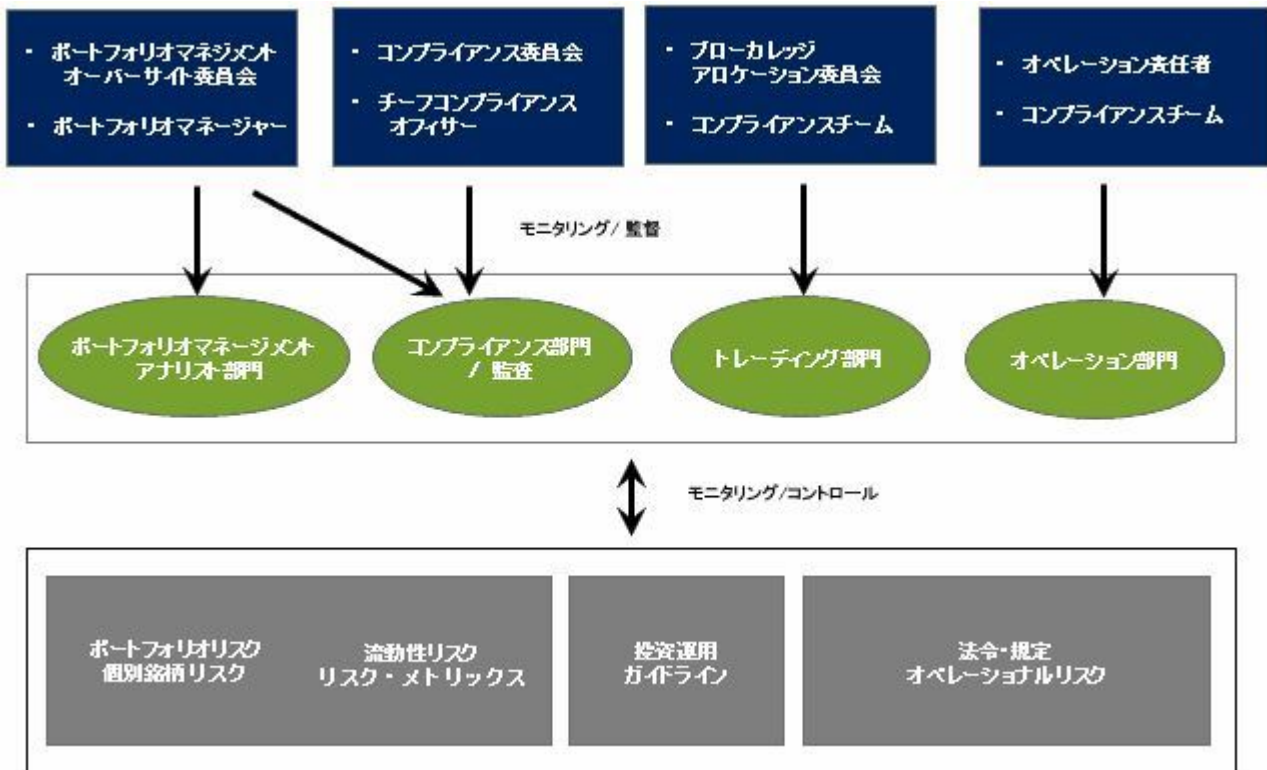 ・ ポートフォリオマネジメント
オーバーサイト委員会
・ ポートフォリオマネージャー
・ コンプライアンス委員会
・ チーフコンプライアンス
オフィサー
・ ブローカレッジ
アロケーション委員会
・ コンプライアンスチーム
・ オペレーション責任者
・ コンプライアンスチーム
モニタリング/ 監督
ポートフォリオマネージメント
アナリスト部門
コンプライアンス部門
/ 監査
トレーディング部門
オペレーション部門
モニタリング/コントロール
ポートフォリオリスク
個別銘柄リスク
流動性リスク
リスク・メトリックス
投資運用
ガイドライン
法令・規定
オペレーショナルリスク